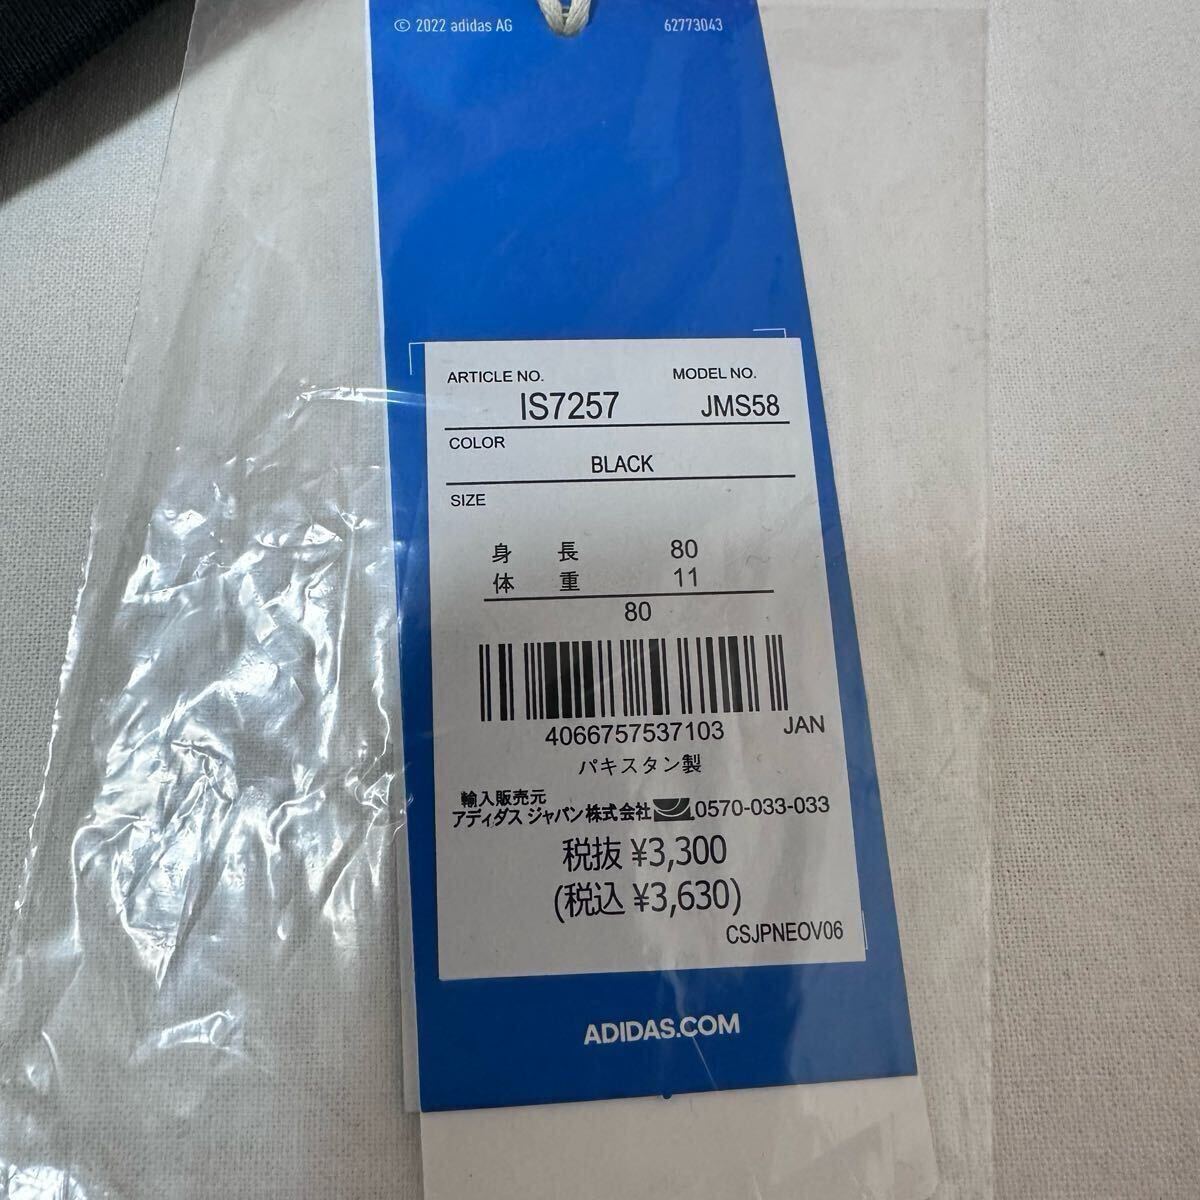 © 2022 adidas AG 62773043
ARTICLE NO. MODEL NO.
IS7257 JMS58
COLOR
BLACK
SIZE
身 長 80
体 重 11
80
4066757537103 JAN
パキスタン製
輸入販売元
アディダス ジャパン株式会社 0570-033-033
税抜 ¥3,300
(税込 ¥3,630)
CSJPNEOV06
ADIDAS.COM